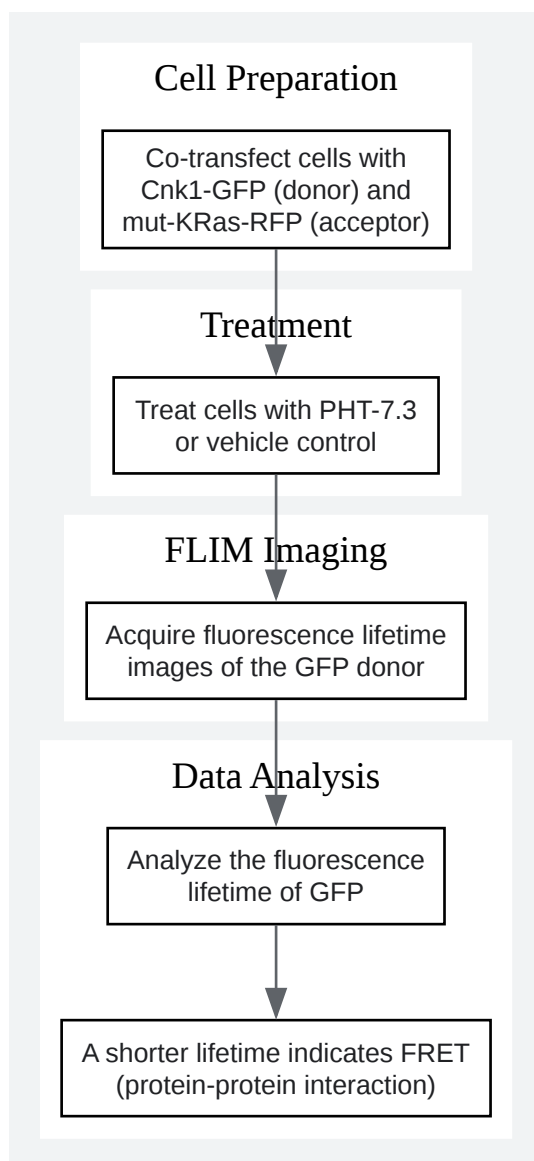 Cell Preparation
Co-transfect cells with
Cnk1-GFP (donor) and
mut-KRas-RFP (acceptor)
Treatment
Treat cells with PHT-7.3
or vehicle control
FLIM Imaging
Acquire fluorescence lifetime
images of the GFP donor
Data Analysis
Analyze the fluorescence
lifetime of GFP
A shorter lifetime indicates FRET
(protein-protein interaction)